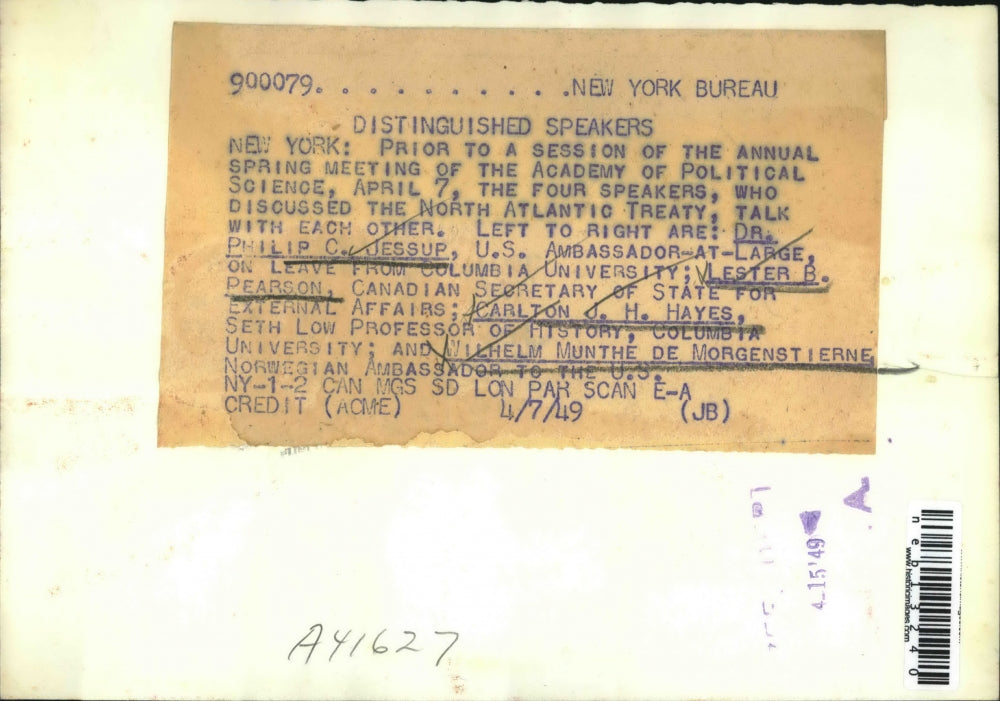 900079. . . . . . . . . . .NEW YORK BUREAU
DISTINGUISHED SPEAKERS
NEW YORK: PRIOR TO A SESSION OF THE ANNUAL
SPRING MEETING OF THE ACADEMY OF POLITICAL
SCIENCE, APRIL 7, THE FOUR SPEAKERS, WHO
DISCUSSED THE NORTH ATLANTIC TREATY, TALK
WITH EACH OTHER. LEFT TO RIGHT ARE: DR.
PHILIP C. JESSUP, U.S. AMBASSADOR-AT-LARGE,
ON LEAVE FROM COLUMBIA UNIVERSITY; LESTER B.
PEARSON, CANADIAN SECRETARY OF STATE FOR
EXTERNAL AFFAIRS; CARLTON J. H. HAYES,
SETH LOW PROFESSOR OF HISTORY, COLUMBIA
UNIVERSITY; AND WILHELM MUNTHE DE MORGENSTIERNE
NORWEGIAN AMBASSADOR TO THE U.S.
NY-1-2 CAN MGS SD LON PAR SCAN E-A
CREDIT (ACME) 4/7/49 (JB)
A41627
4-15'49
A
www.historicimages.com
neb13240